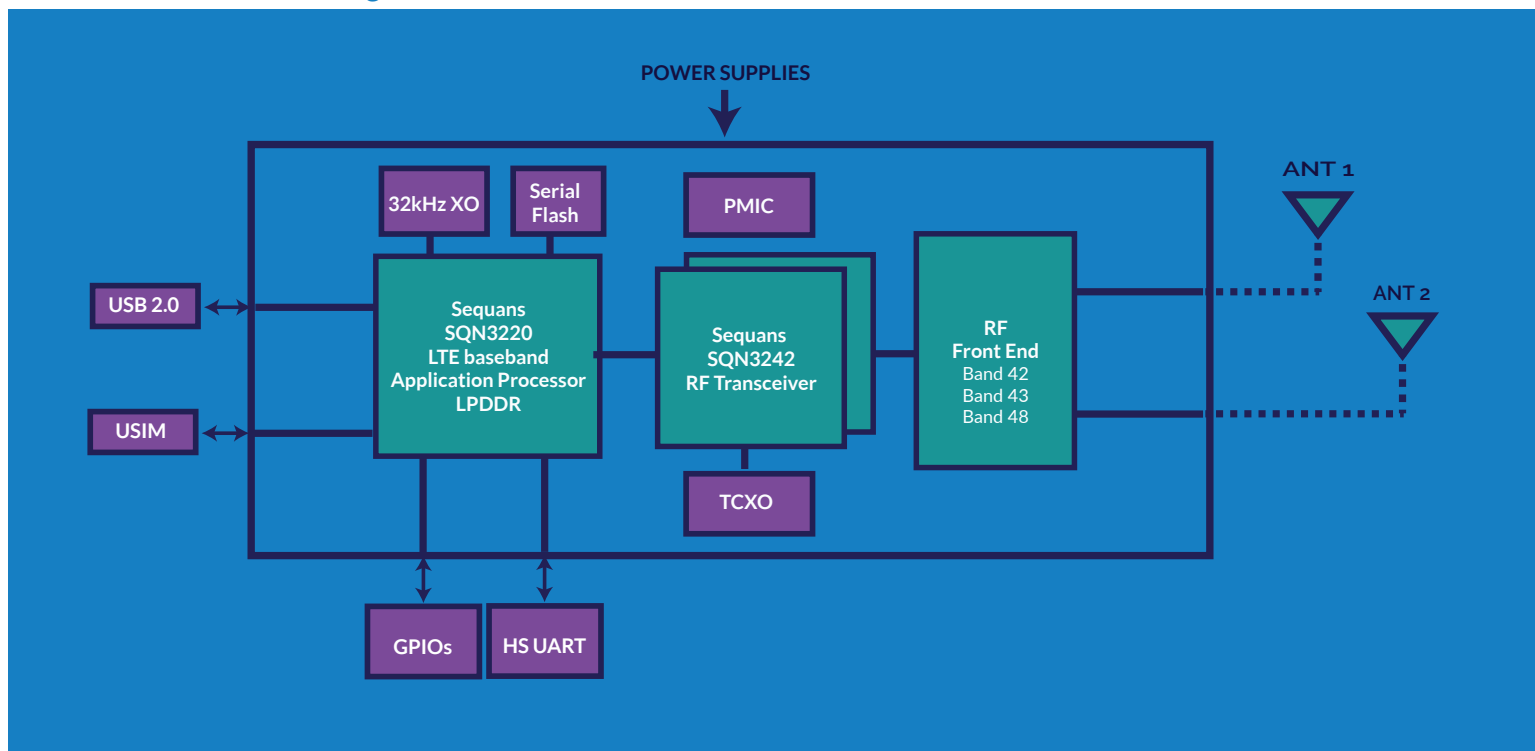 POWER SUPPLIES
ANT 1
32kHz XO
Serial
Flash
PMIC
ANT 2
USB 2.0
Sequans
SQN3220
LTE baseband
Application Processor
LPDDR
Sequans
SQN3242
RF Transceiver
RF
Front End
Band 42
Band 43
Band 48
USIM
TCXO
GPIOs
HS UART